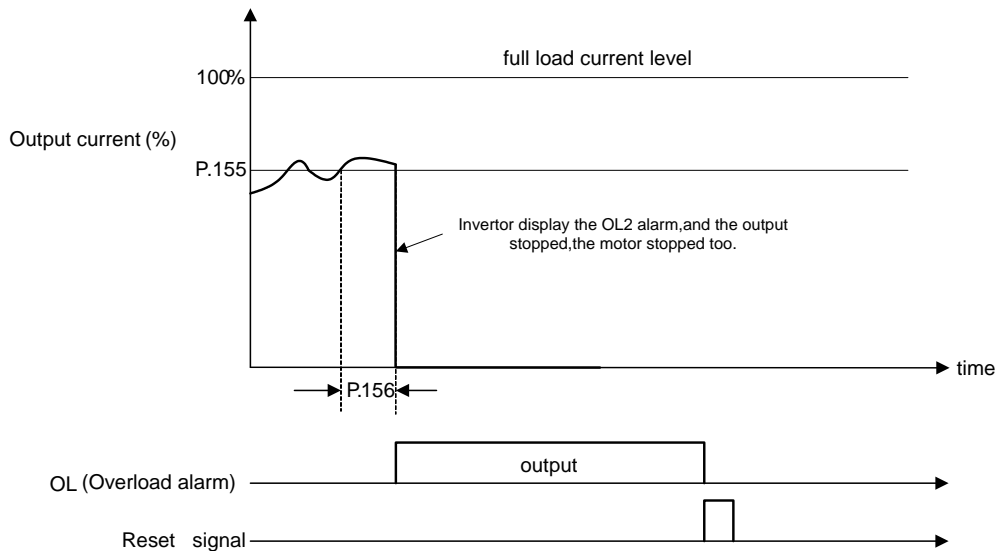 full load current level
100%
Output current (%)
P.155
Invertor display the OL2 alarm,and the output
stopped,the motor stopped too.
time
P.156
output
OL (Overload alarm)
Reset signal